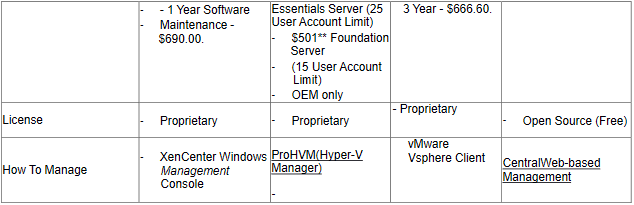 - - 1 Year Software
- Maintenance -
$690.00.
Essentials Server (25
User Account Limit)
- $501** Foundation
Server
- (15 User Account
Limit)
- OEM only
3 Year - $666.60.
License
- Proprietary
- Proprietary
- Proprietary
- Open Source (Free)
How To Manage
- XenCenter Windows
Management
Console
ProHVM(Hyper-V
Manager)
-
vMware
Vsphere Client
CentralWeb-based
Management